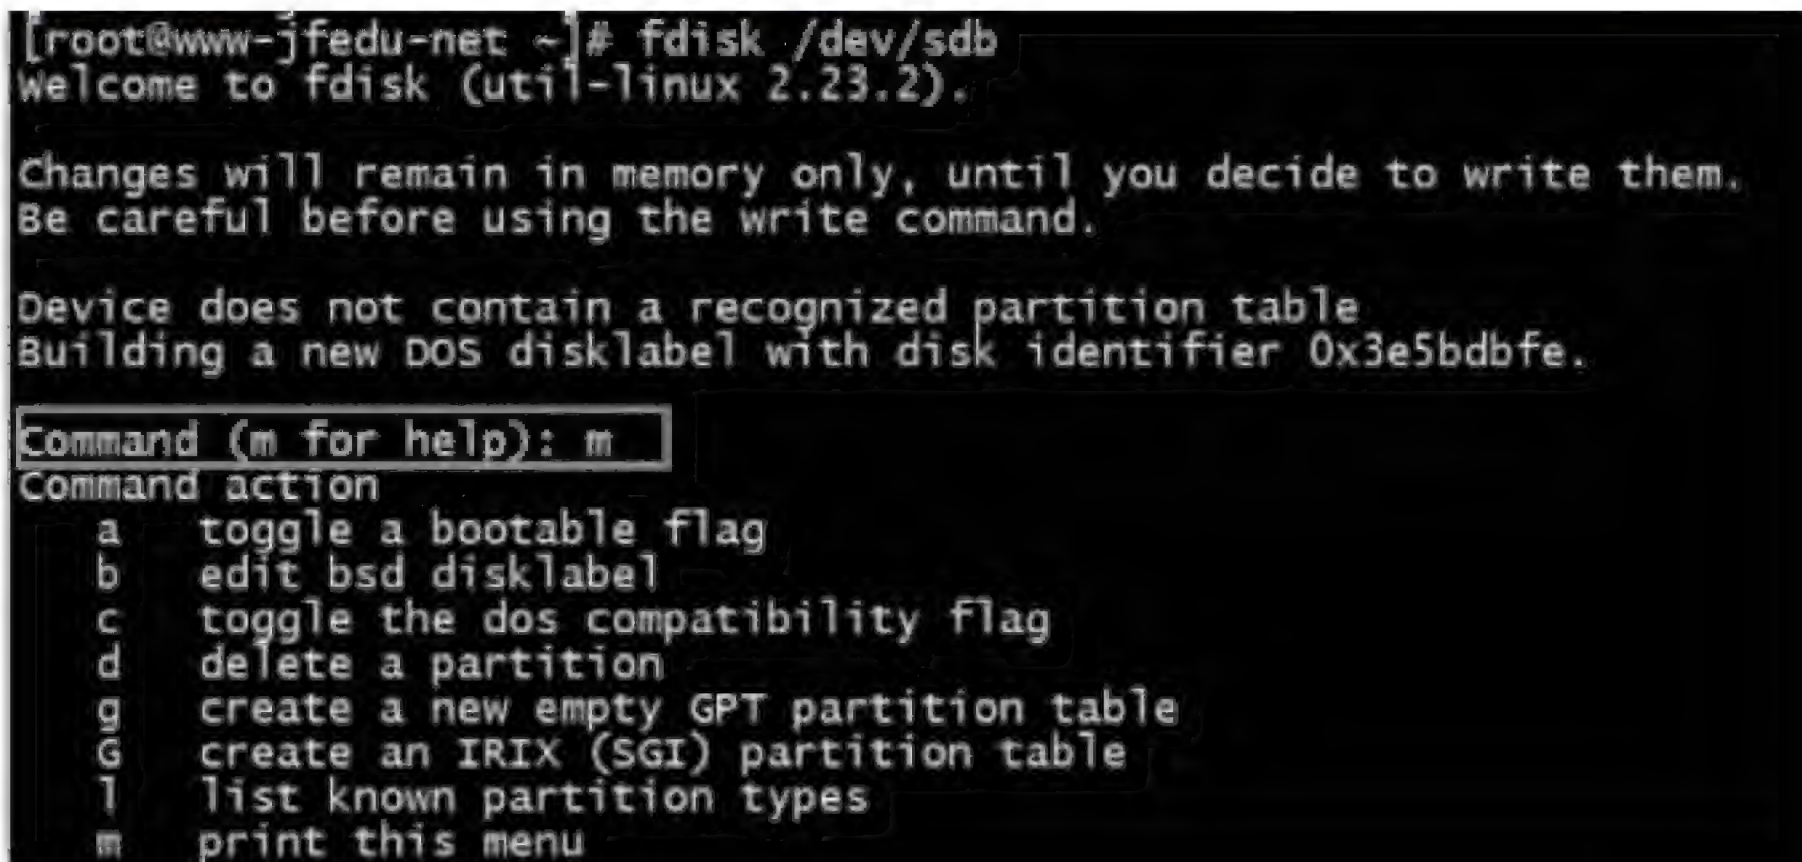 [root@www-jfedu-net ~]# fdisk /dev/sdb
Welcome to fdisk (util-linux 2.23.2).
Changes will remain in memory only, until you decide to write them.
Be careful before using the write command.
Device does not contain a recognized partition table
Building a new DOS disklabel with disk identifier 0x3e5bdbfe.
Command (m for help): m
Command action
a toggle a bootable flag
b edit bsd disklabel
c toggle the dos compatibility flag
d delete a partition
g create a new empty GPT partition table
G create an IRIX (SGI) partition table
l list known partition types
m print this menu